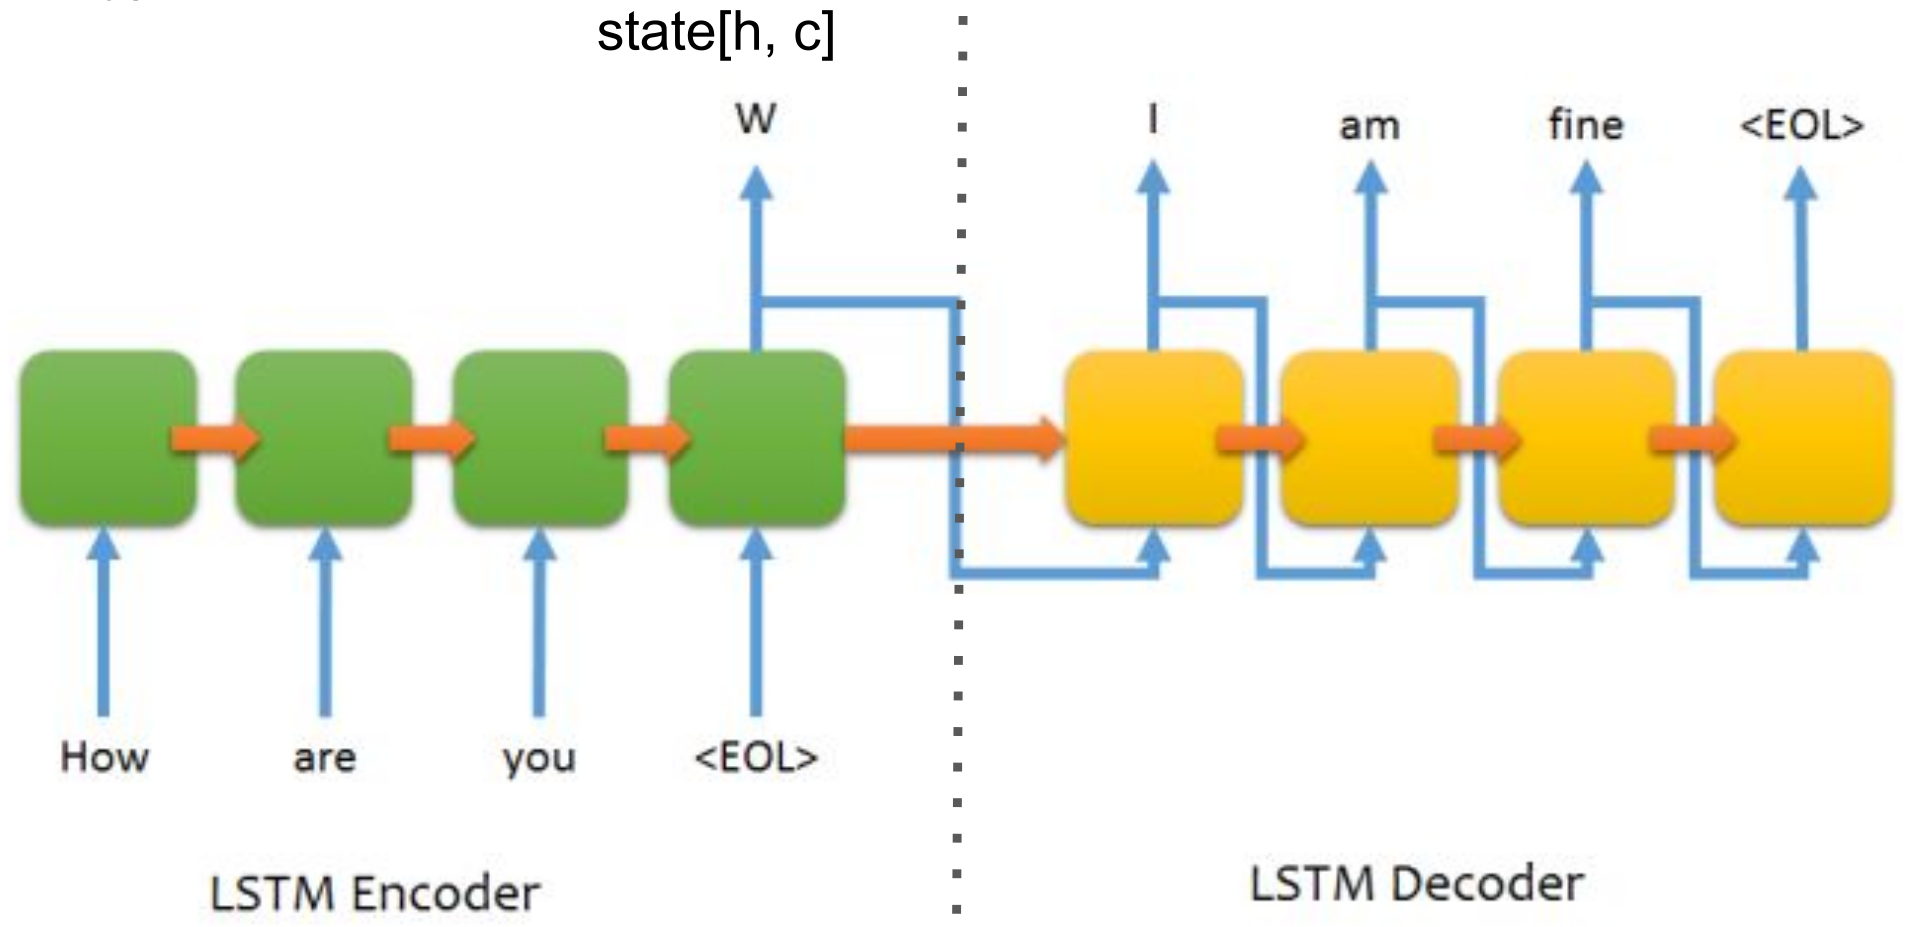 state[h, c]
W
I
am
fine
<EOL>
How
are
you
<EOL>
LSTM Encoder
LSTM Decoder